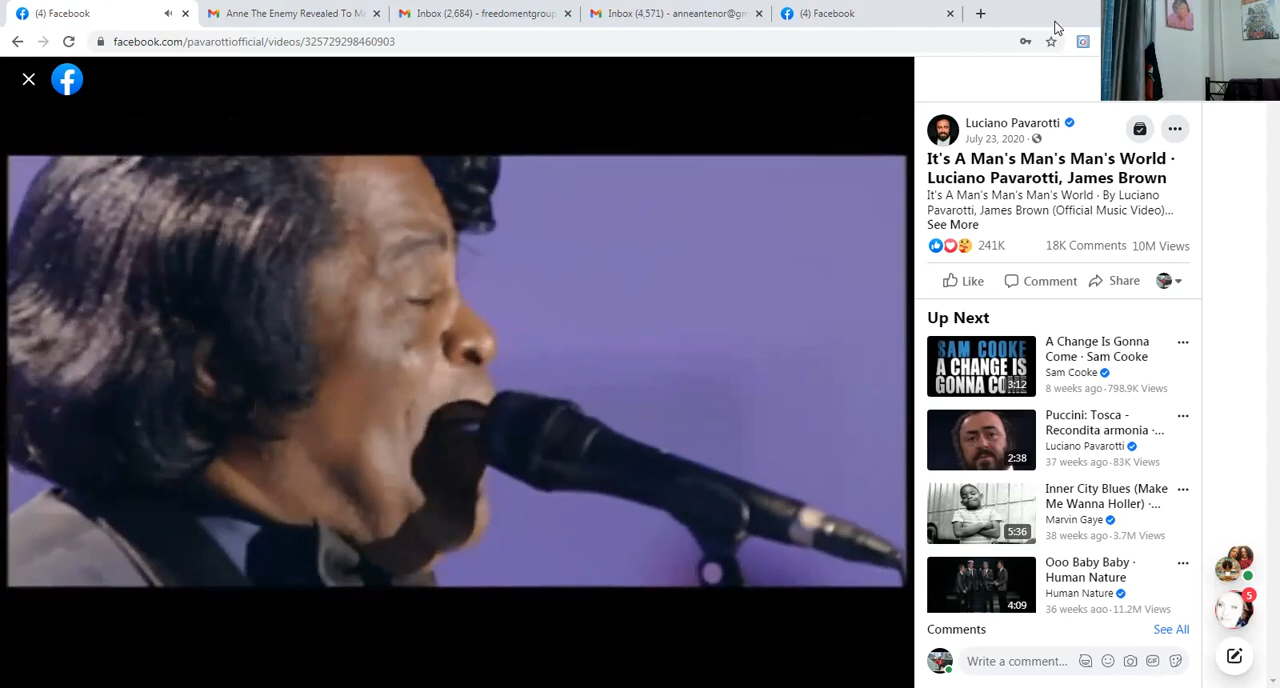 (4) Facebook
Anne The Enemy Revealed To M
Inbox (2,684) - freedomentgroup
Inbox (4,571) - anneantenor@gm
(4) Facebook
facebook.com/pavarottiofficial/videos/325729298460903
Luciano Pavarotti
July 23, 2020 ·
It's A Man's Man's Man's World ·
Luciano Pavarotti, James Brown
It's A Man's Man's Man's World · By Luciano
Pavarotti, James Brown (Official Music Video)...
See More
241K 18K Comments 10M Views
Like Comment Share
Up Next
SAM COOKE
A CHANGE IS
GONNA CO
3:12
A Change Is Gonna
Come · Sam Cooke
Sam Cooke
8 weeks ago · 798.9K Views
2:38
Puccini: Tosca -
Recondita armonia ·...
Luciano Pavarotti
37 weeks ago · 83K Views
5:36
Inner City Blues (Make
Me Wanna Holler) ·...
Marvin Gaye
38 weeks ago · 3.7M Views
4:09
Ooo Baby Baby ·
Human Nature
Human Nature
36 weeks ago · 11.2M Views
Comments See All
Write a comment...
GIF
5